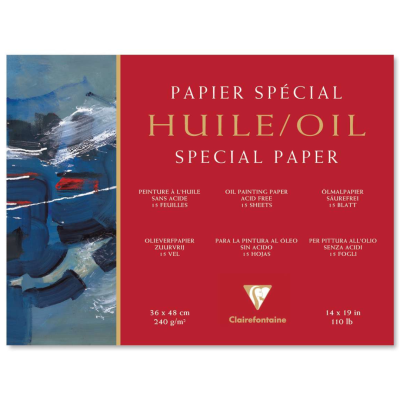 PAPIER SPÉCIAL
HUILE/OIL
SPECIAL PAPER
PEINTURE À L'HUILE
SANS ACIDE
15 FEUILLES
OIL PAINTING PAPER
ACID FREE
15 SHEETS
ÖLMALPAPIER
SÄUREFREI
15 BLATT
OLIEVERFPAPIER
ZUURVRIJ
15 VEL
PARA LA PINTURA AL ÓLEO
SIN ACIDO
15 HOJAS
PER PITTURA ALL'OLIO
SENZA ACIDI
15 FOGLI
36 x 48 cm
240 g/m²
Clairefontaine
14 x 19 in
110 lb